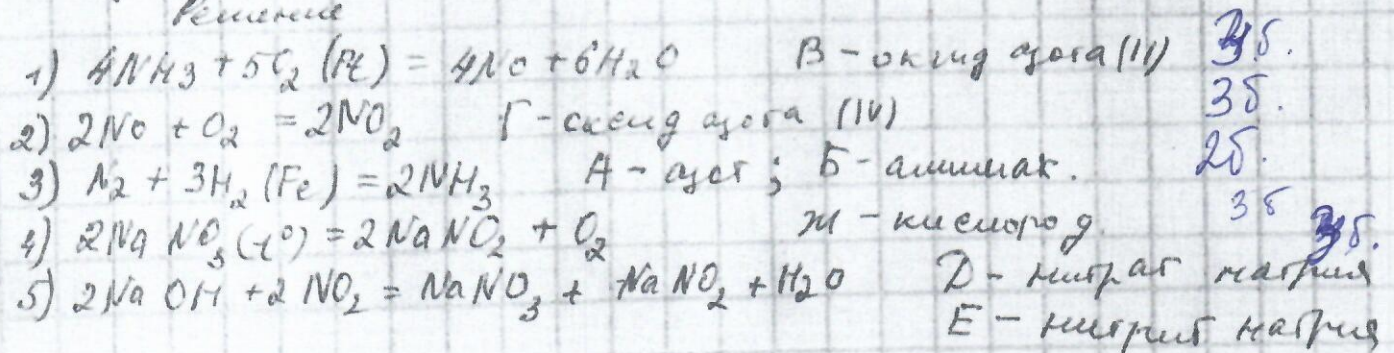 Решение
1) 4NH3 + 5O2 (Pt) = 4NO + 6H2O В - оксид азота (II) 3б.
2) 2NO + O2 = 2NO2 Г - оксид азота (IV) 3б.
3) N2 + 3H2 (Fe) = 2NH3 А - азот; Б - аммиак. 2б.
4) 2NaNO3 (t°) = 2NaNO2 + O2 Ж - кислород. 3б
5) 2NaOH + 2NO2 = NaNO3 + NaNO2 + H2O Д - нитрат натрия 3б.
Е - нитрит натрия